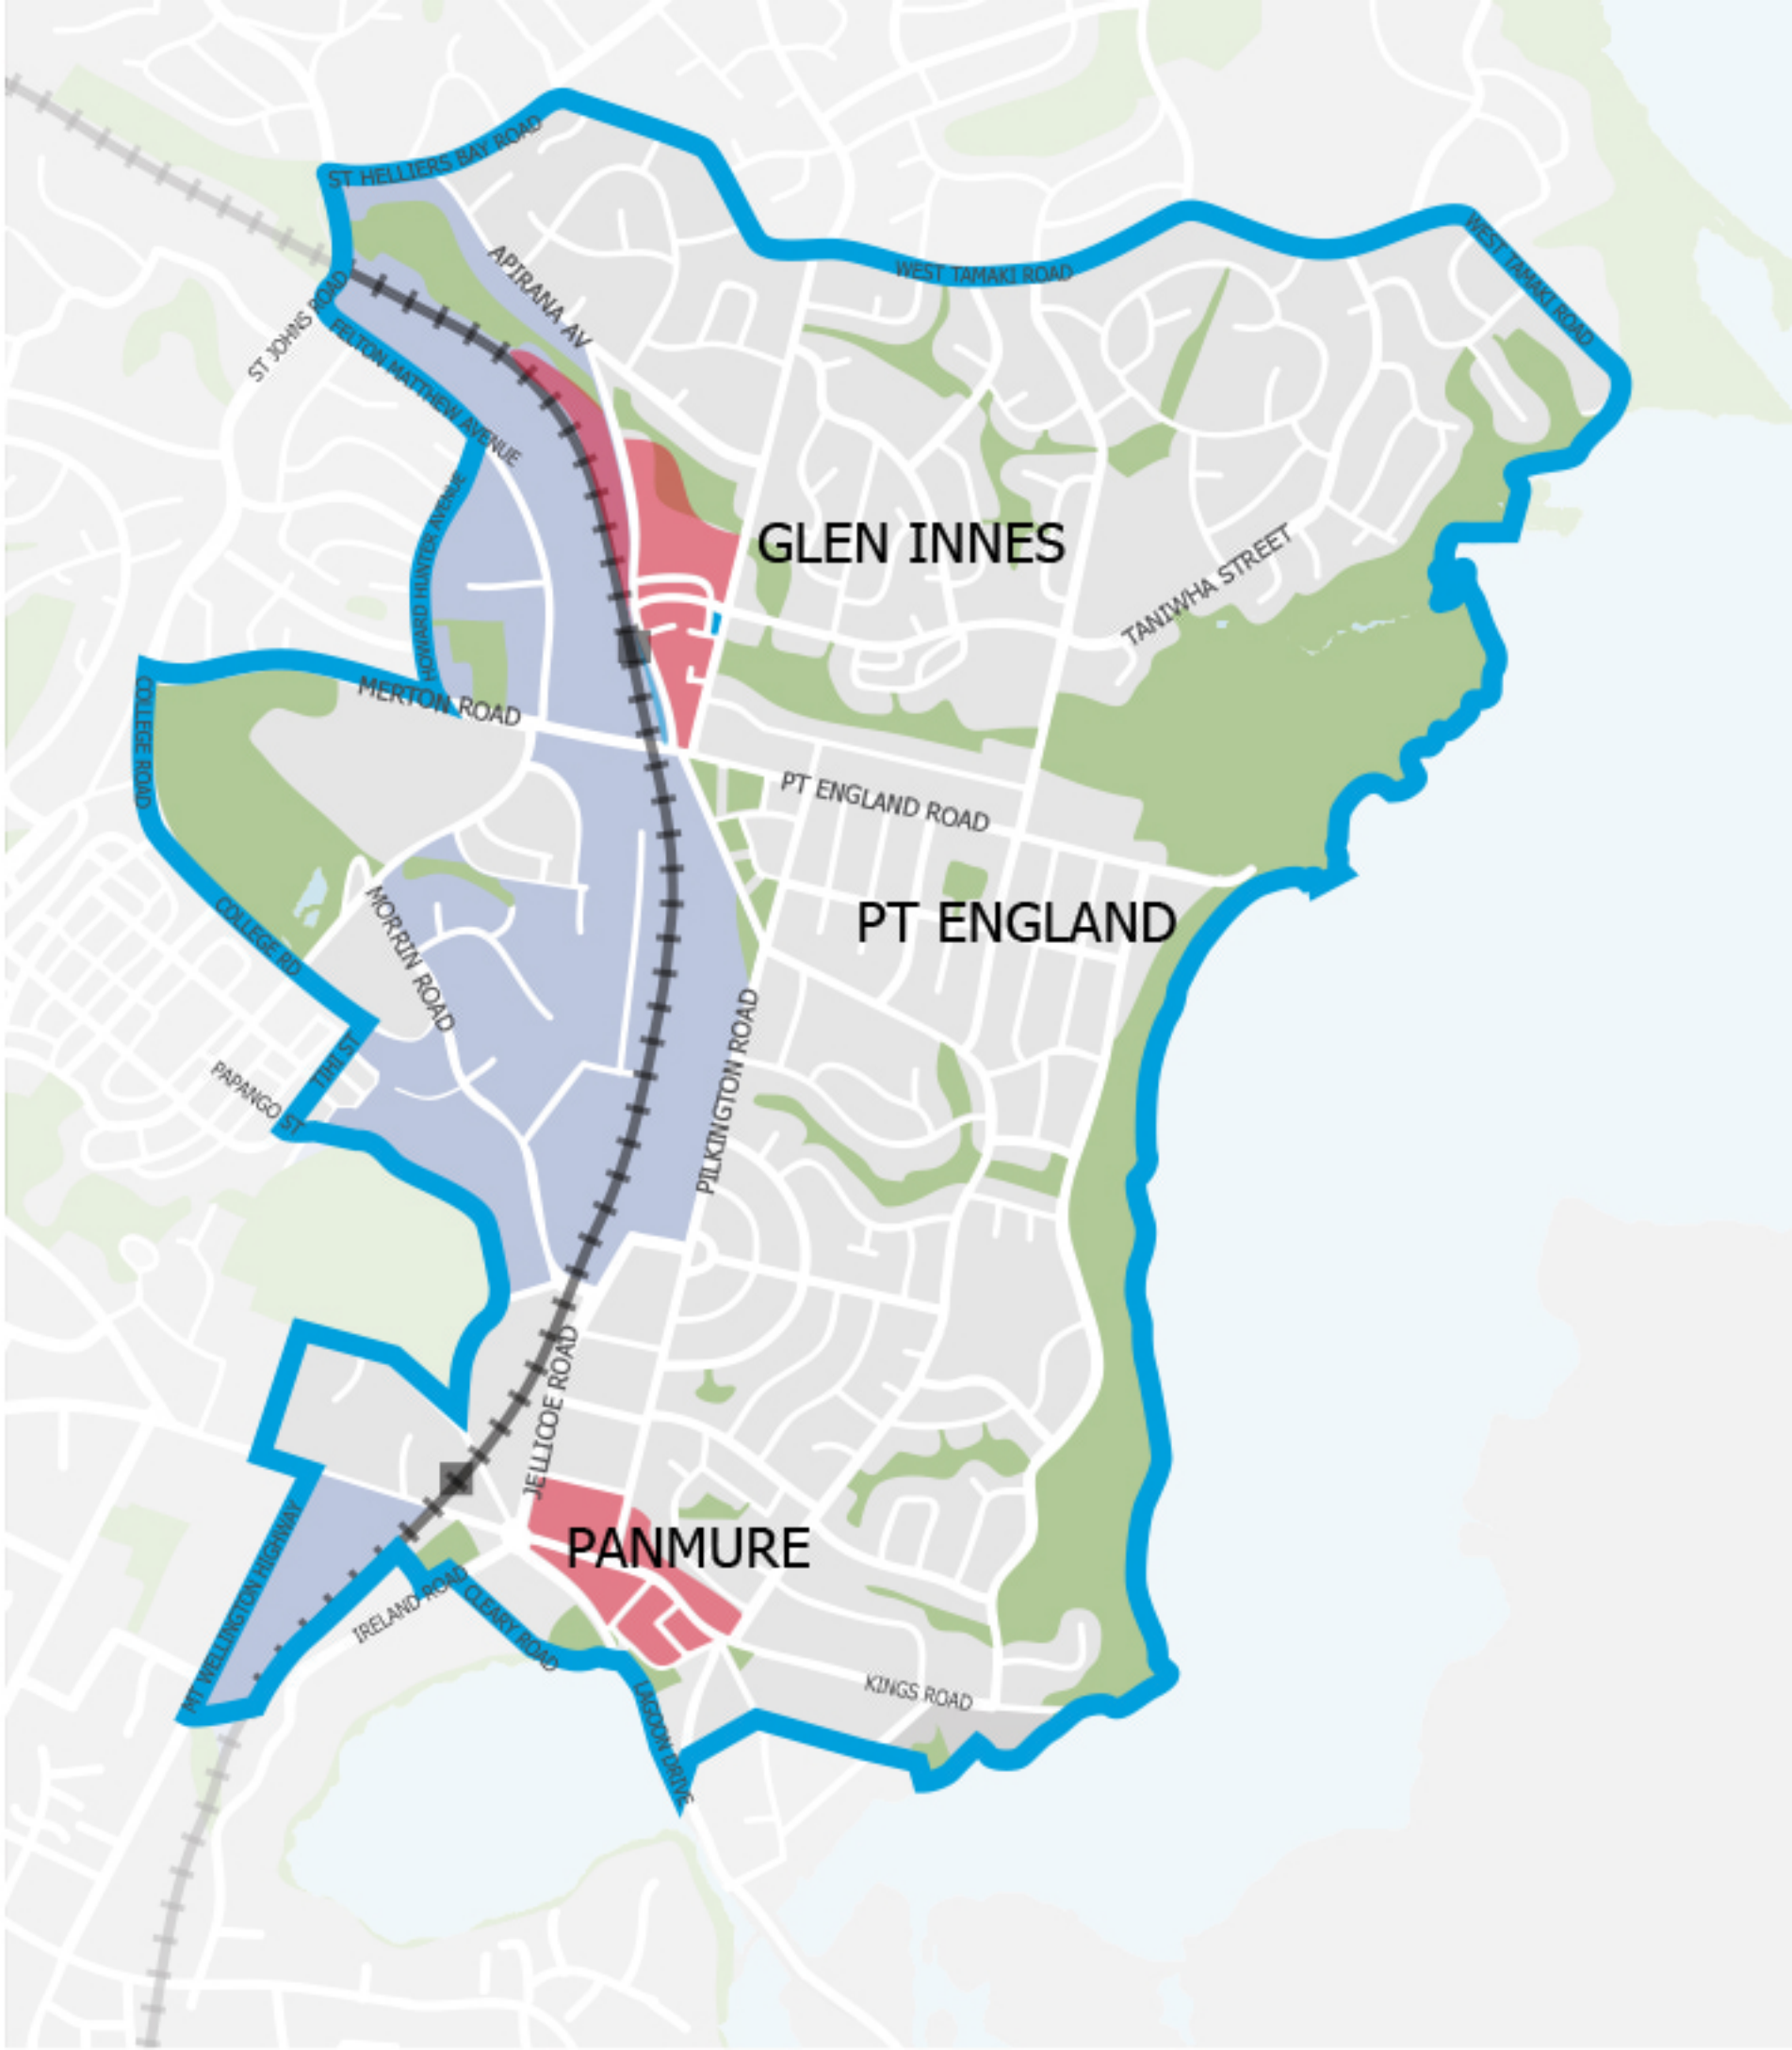 ST HELLIERS BAY ROAD
APIRANA AV
WEST TAMAKI ROAD
WEST TAMAKI ROAD
ST JOHNS ROAD
FELTON MATTHEW AVENUE
HOWARD HUNTER AVENUE
GLEN INNES
TANIWHA STREET
MERTON ROAD
COLLEGE ROAD
PT ENGLAND ROAD
PT ENGLAND
COLLEGE RD
MORRIN ROAD
TIHI ST
PAPANGO ST
PILKINGTON ROAD
JELLICOE ROAD
PANMURE
MT WELLINGTON HIGHWAY
IRELAND ROAD
CLEARY ROAD
LAGOON DRIVE
KINGS ROAD